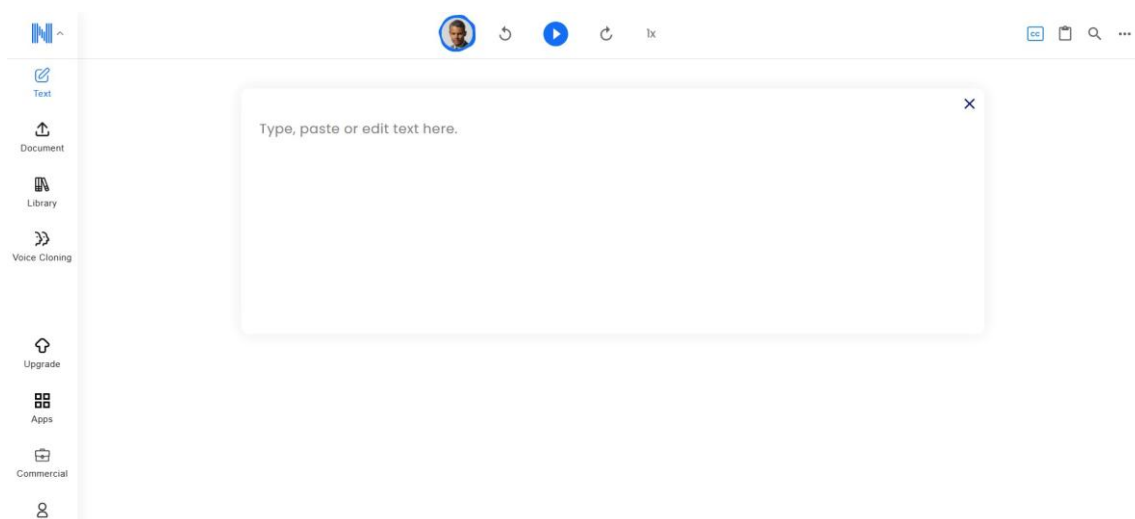 N
1x
CC
Text
Document
Library
Voice Cloning
Upgrade
Apps
Commercial
Type, paste or edit text here.